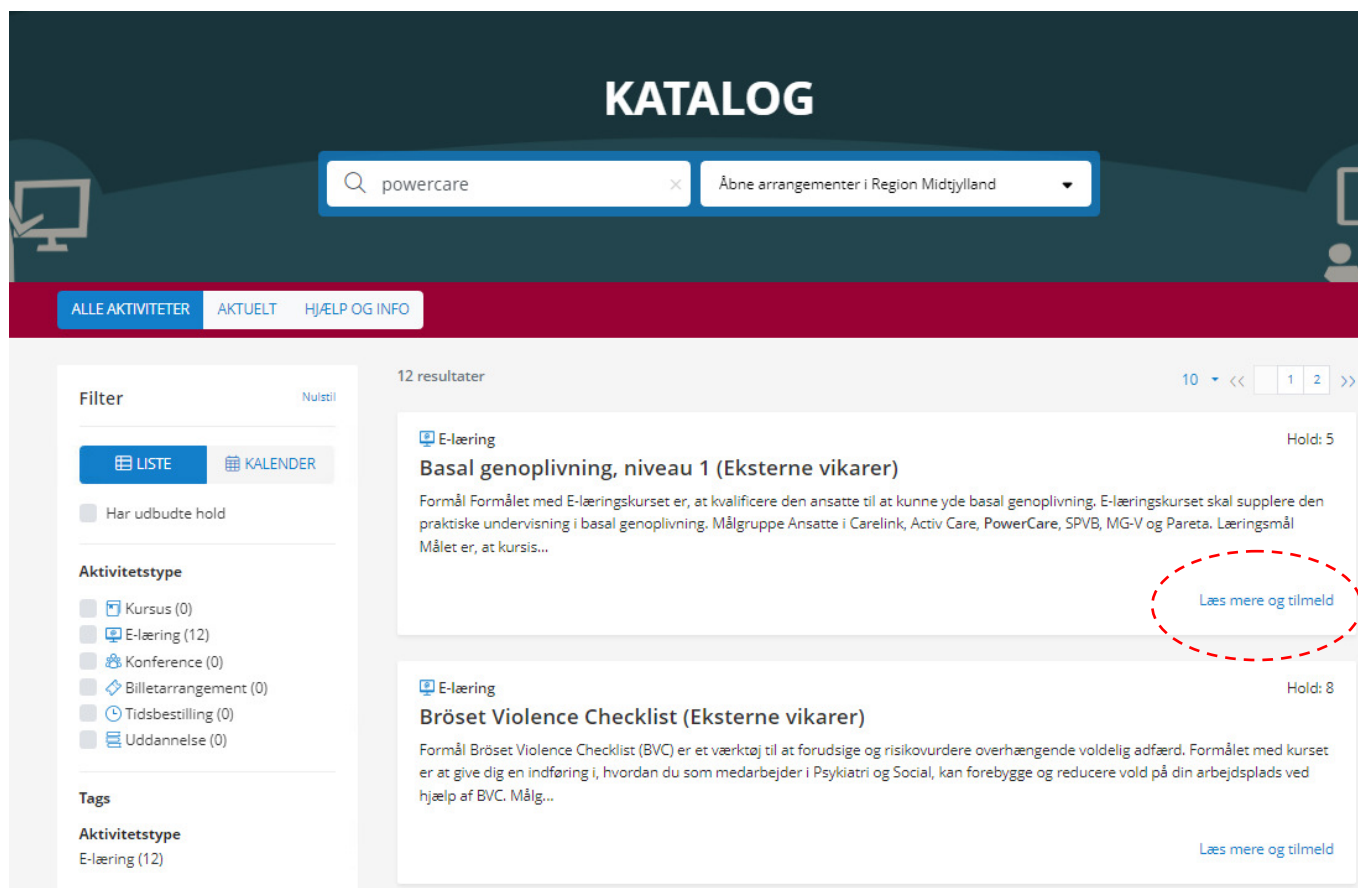 KATALOG
powercare
Åbne arrangementer i Region Midtjylland
ALLE AKTIVITETER
AKTUELT
HJÆLP OG INFO
Filter
Nulstil
LISTE
KALENDER
Har udbudte hold
Aktivitetstype
Kursus (0)
E-læring (12)
Konference (0)
Billetarrangement (0)
Tidsbestilling (0)
Uddannelse (0)
Tags
Aktivitetstype
E-læring (12)
12 resultater
10 << 1 2 >>
E-læring
Hold: 5
Basal genoplivning, niveau 1 (Eksterne vikarer)
Formål Formålet med E-læringskurset er, at kvalificere den ansatte til at kunne yde basal genoplivning. E-læringskurset skal supplere den
praktiske undervisning i basal genoplivning. Målgruppe Ansatte i Carelink, Activ Care, PowerCare, SPVB, MG-V og Pareta. Læringsmål
Målet er, at kursis...
Læs mere og tilmeld
E-læring
Hold: 8
Bröset Violence Checklist (Eksterne vikarer)
Formål Bröset Violence Checklist (BVC) er et værktøj til at forudsige og risikovurdere overhængende voldelig adfærd. Formålet med kurset
er at give dig en indføring i, hvordan du som medarbejder i Psykiatri og Social, kan forebygge og reducere vold på din arbejdsplads ved
hjælp af BVC. Målg...
Læs mere og tilmeld